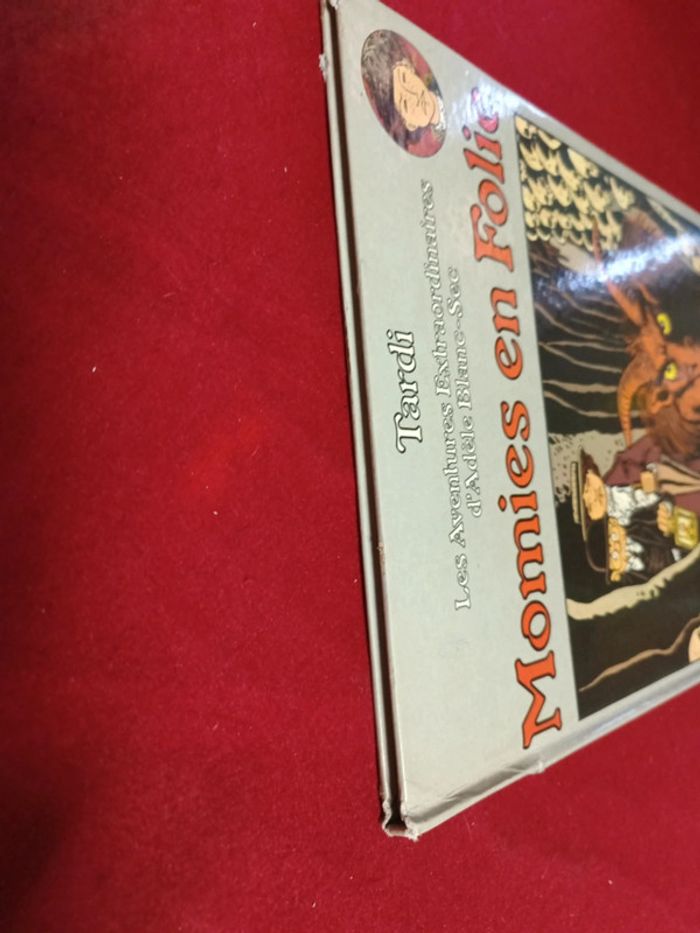 Tardi
Les Aventures Extraordinaires
d'Adèle Blanc-Sec
Momies en Folie